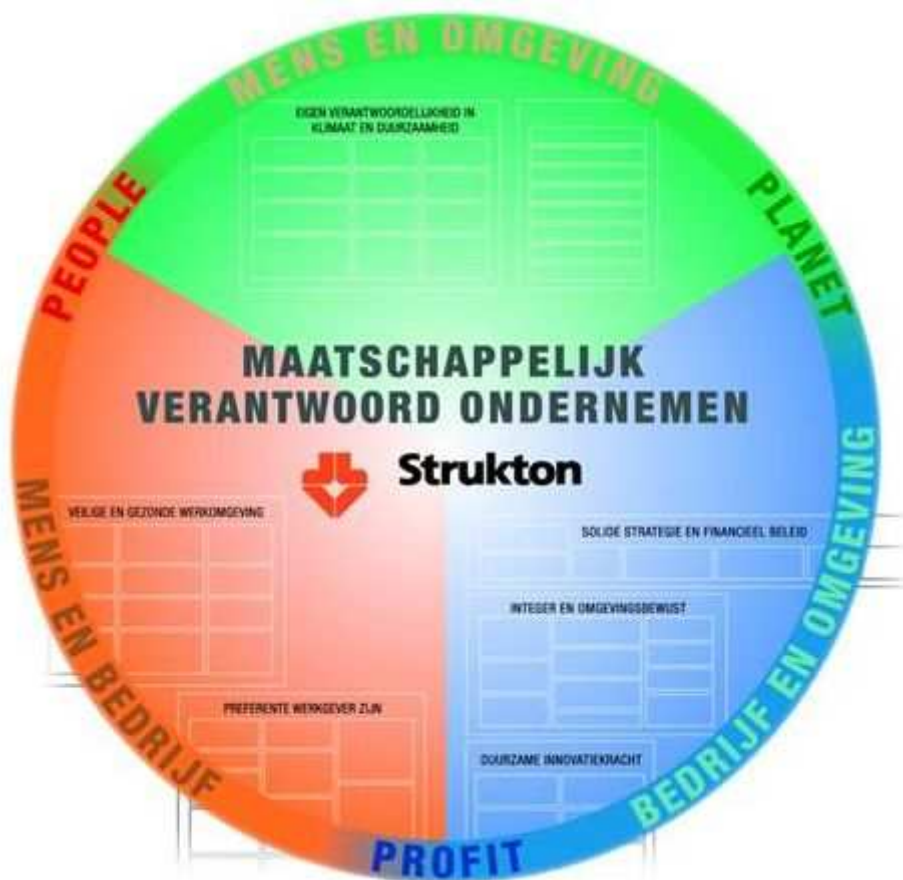 MENS EN OMGEVING
EIGEN VERANTWOORDELIJKHEID IN
KLIMAAT EN DUURZAAMHEID
PEOPLE
PLANET
MAATSCHAPPELIJK
VERANTWOORD ONDERNEMEN
Strukton
VEILIGE EN GEZONDE WERKOMGEVING
SOLIDE STRATEGIE EN FINANCIEEL BELEID
INTEGER EN OMGEVINGSBEWUST
MENS EN BEDRIJF
BEDRIJF EN OMGEVING
PREFERENTE WERKGEVER ZIJN
DUURZAME INNOVATIEKRACHT
PROFIT